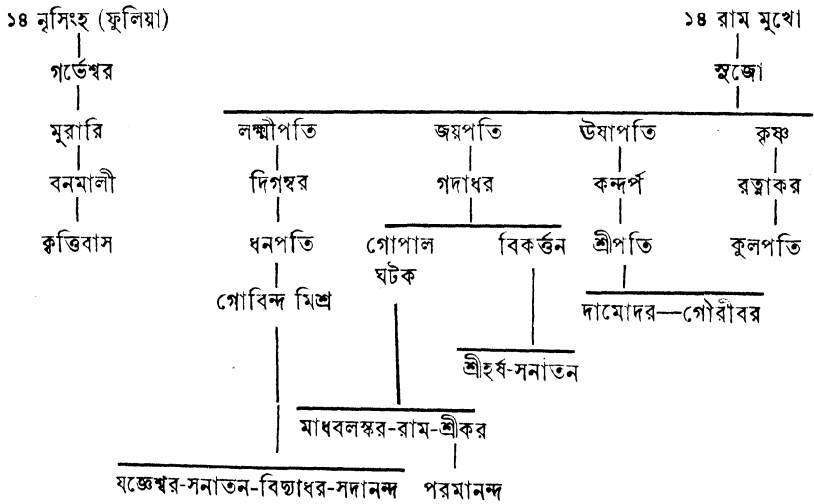 ১৪ নৃসিংহ (ফুলিয়া) ১৪ রাম মুখো
গর্ভেশ্বর সুজো
মুরারি লক্ষ্মীপতি জয়পতি ঊষাপতি কৃষ্ণ
বনমালী দিগম্বর গদাধর কন্দর্প রত্নাকর
কৃত্তিবাস ধনপতি গোপাল বিকর্ত্তন শ্রীপতি কুলপতি
ঘটক
গোবিন্দ মিশ্র
দামোদর—গৌরীবর
শ্রীহর্ষ-সনাতন
মাধবলস্কর-রাম-শ্রীকর
যজ্ঞেশ্বর-সনাতন-বিদ্যাধর-সদানন্দ পরমানন্দ